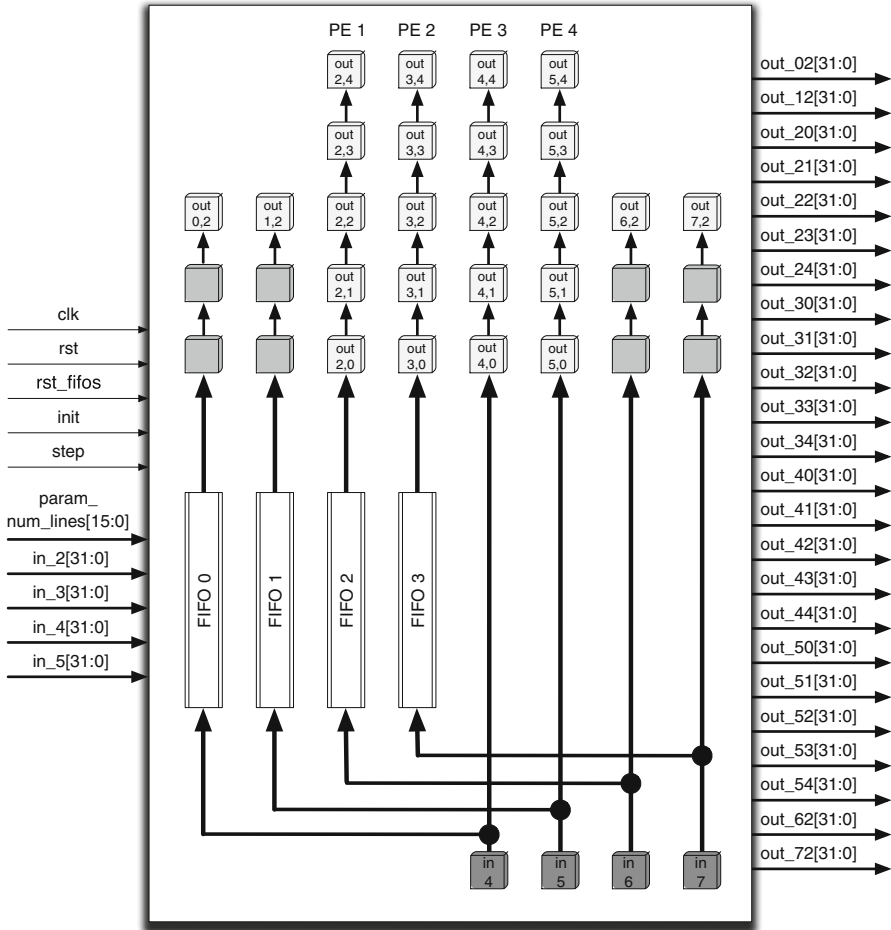 PE 1 PE 2 PE 3 PE 4
out 2,4
out 3,4
out 4,4
out 5,4
out 2,3
out 3,3
out 4,3
out 5,3
out 0,2
out 1,2
out 2,2
out 3,2
out 4,2
out 5,2
out 6,2
out 7,2
out 2,1
out 3,1
out 4,1
out 5,1
out 2,0
out 3,0
out 4,0
out 5,0
clk
rst
rst_fifos
init
step
param_
num_lines[15:0]
in_2[31:0]
in_3[31:0]
in_4[31:0]
in_5[31:0]
FIFO 0
FIFO 1
FIFO 2
FIFO 3
in 4
in 5
in 6
in 7
out_02[31:0]
out_12[31:0]
out_20[31:0]
out_21[31:0]
out_22[31:0]
out_23[31:0]
out_24[31:0]
out_30[31:0]
out_31[31:0]
out_32[31:0]
out_33[31:0]
out_34[31:0]
out_40[31:0]
out_41[31:0]
out_42[31:0]
out_43[31:0]
out_44[31:0]
out_50[31:0]
out_51[31:0]
out_52[31:0]
out_53[31:0]
out_54[31:0]
out_62[31:0]
out_72[31:0]